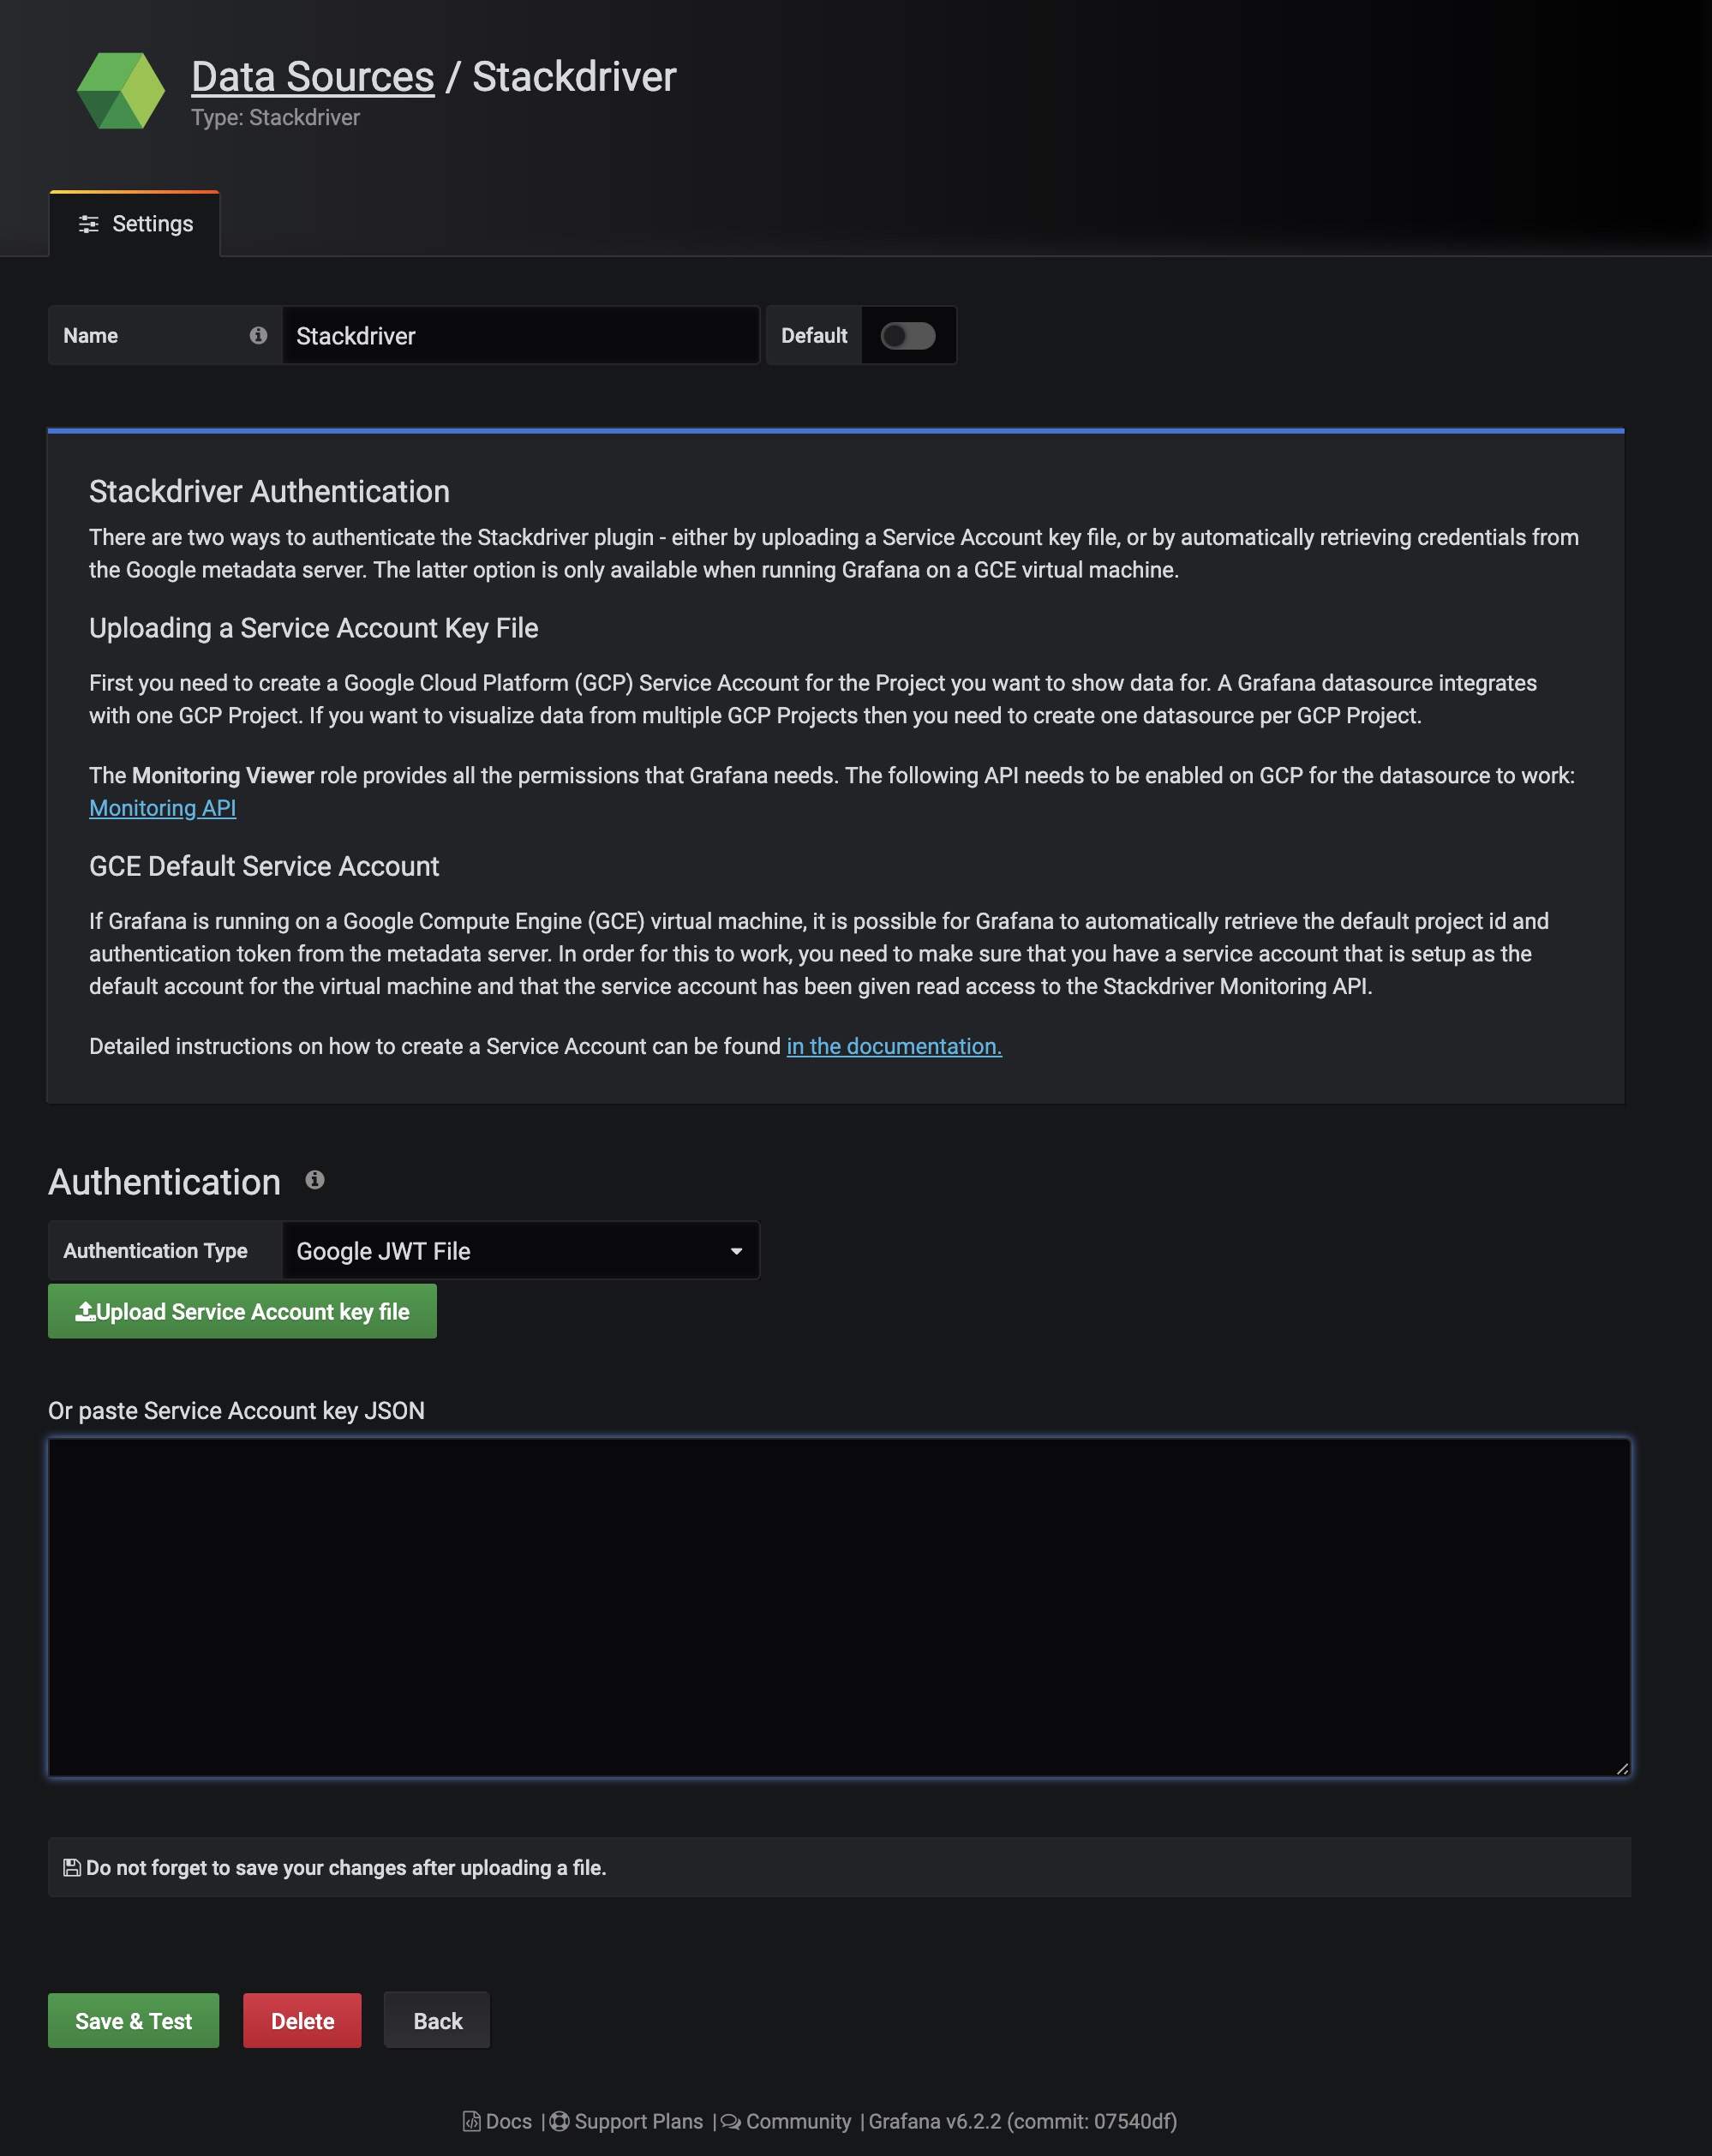 Data Sources / Stackdriver
Type: Stackdriver
Settings
Name
Stackdriver
Default
Stackdriver Authentication
There are two ways to authenticate the Stackdriver plugin - either by uploading a Service Account key file, or by automatically retrieving credentials from
the Google metadata server. The latter option is only available when running Grafana on a GCE virtual machine.
Uploading a Service Account Key File
First you need to create a Google Cloud Platform (GCP) Service Account for the Project you want to show data for. A Grafana datasource integrates
with one GCP Project. If you want to visualize data from multiple GCP Projects then you need to create one datasource per GCP Project.
The Monitoring Viewer role provides all the permissions that Grafana needs. The following API needs to be enabled on GCP for the datasource to work:
Monitoring API
GCE Default Service Account
If Grafana is running on a Google Compute Engine (GCE) virtual machine, it is possible for Grafana to automatically retrieve the default project id and
authentication token from the metadata server. In order for this to work, you need to make sure that you have a service account that is setup as the
default account for the virtual machine and that the service account has been given read access to the Stackdriver Monitoring API.
Detailed instructions on how to create a Service Account can be found in the documentation.
Authentication
Authentication Type
Google JWT File
Upload Service Account key file
Or paste Service Account key JSON
Do not forget to save your changes after uploading a file.
Save & Test
Delete
Back
Docs | Support Plans | Community | Grafana v6.2.2 (commit: 07540df)